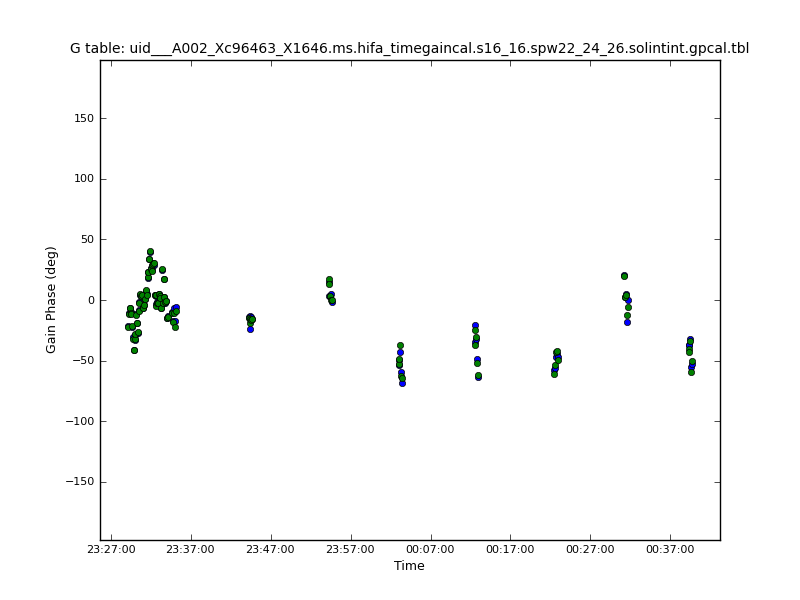 G table: uid___A002_Xc96463_X1646.ms.hifa_timegaincal.s16_16.spw22_24_26.solintint.gpcal.tbl
150
100
50
0
−50
−100
−150
Gain Phase (deg)
23:27:00 23:37:00 23:47:00 23:57:00 00:07:00 00:17:00 00:27:00 00:37:00
Time